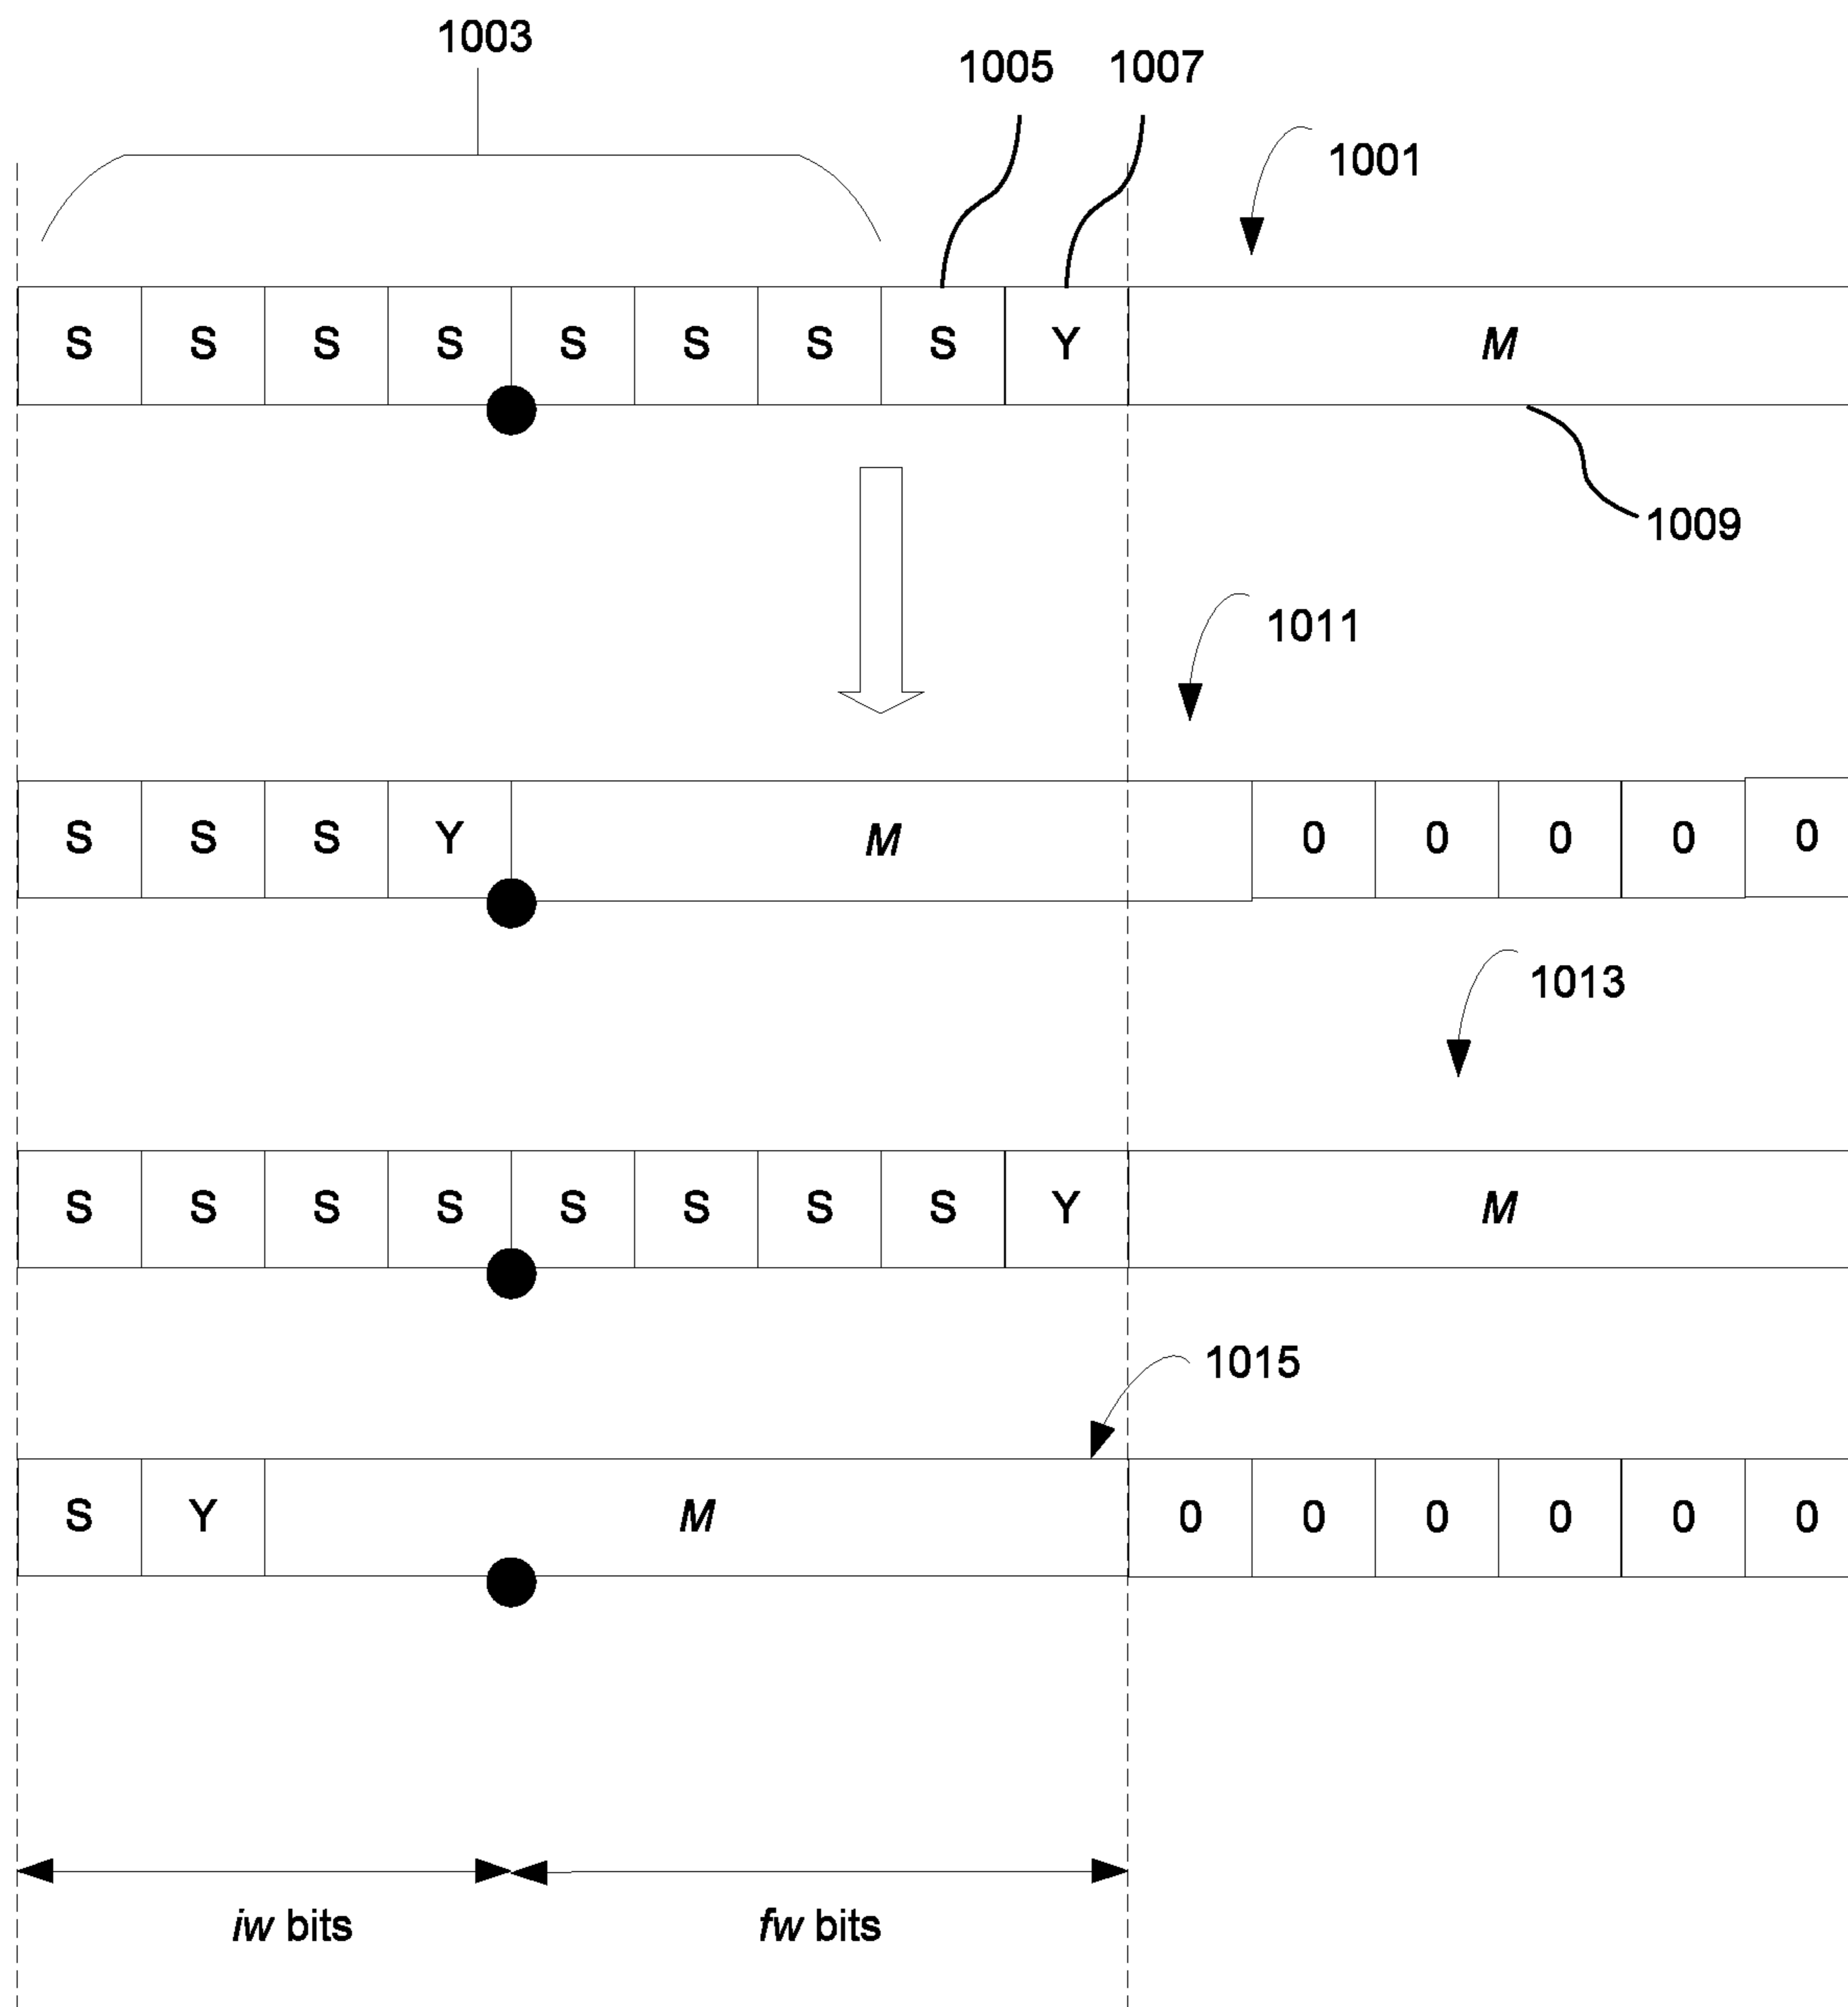 1003
1005 1007
1001
S S S S S S S S Y M
1009
1011
S S S Y M 0 0 0 0 0
1013
S S S S S S S S Y M
1015
S Y M 0 0 0 0 0 0
iw bits fw bits